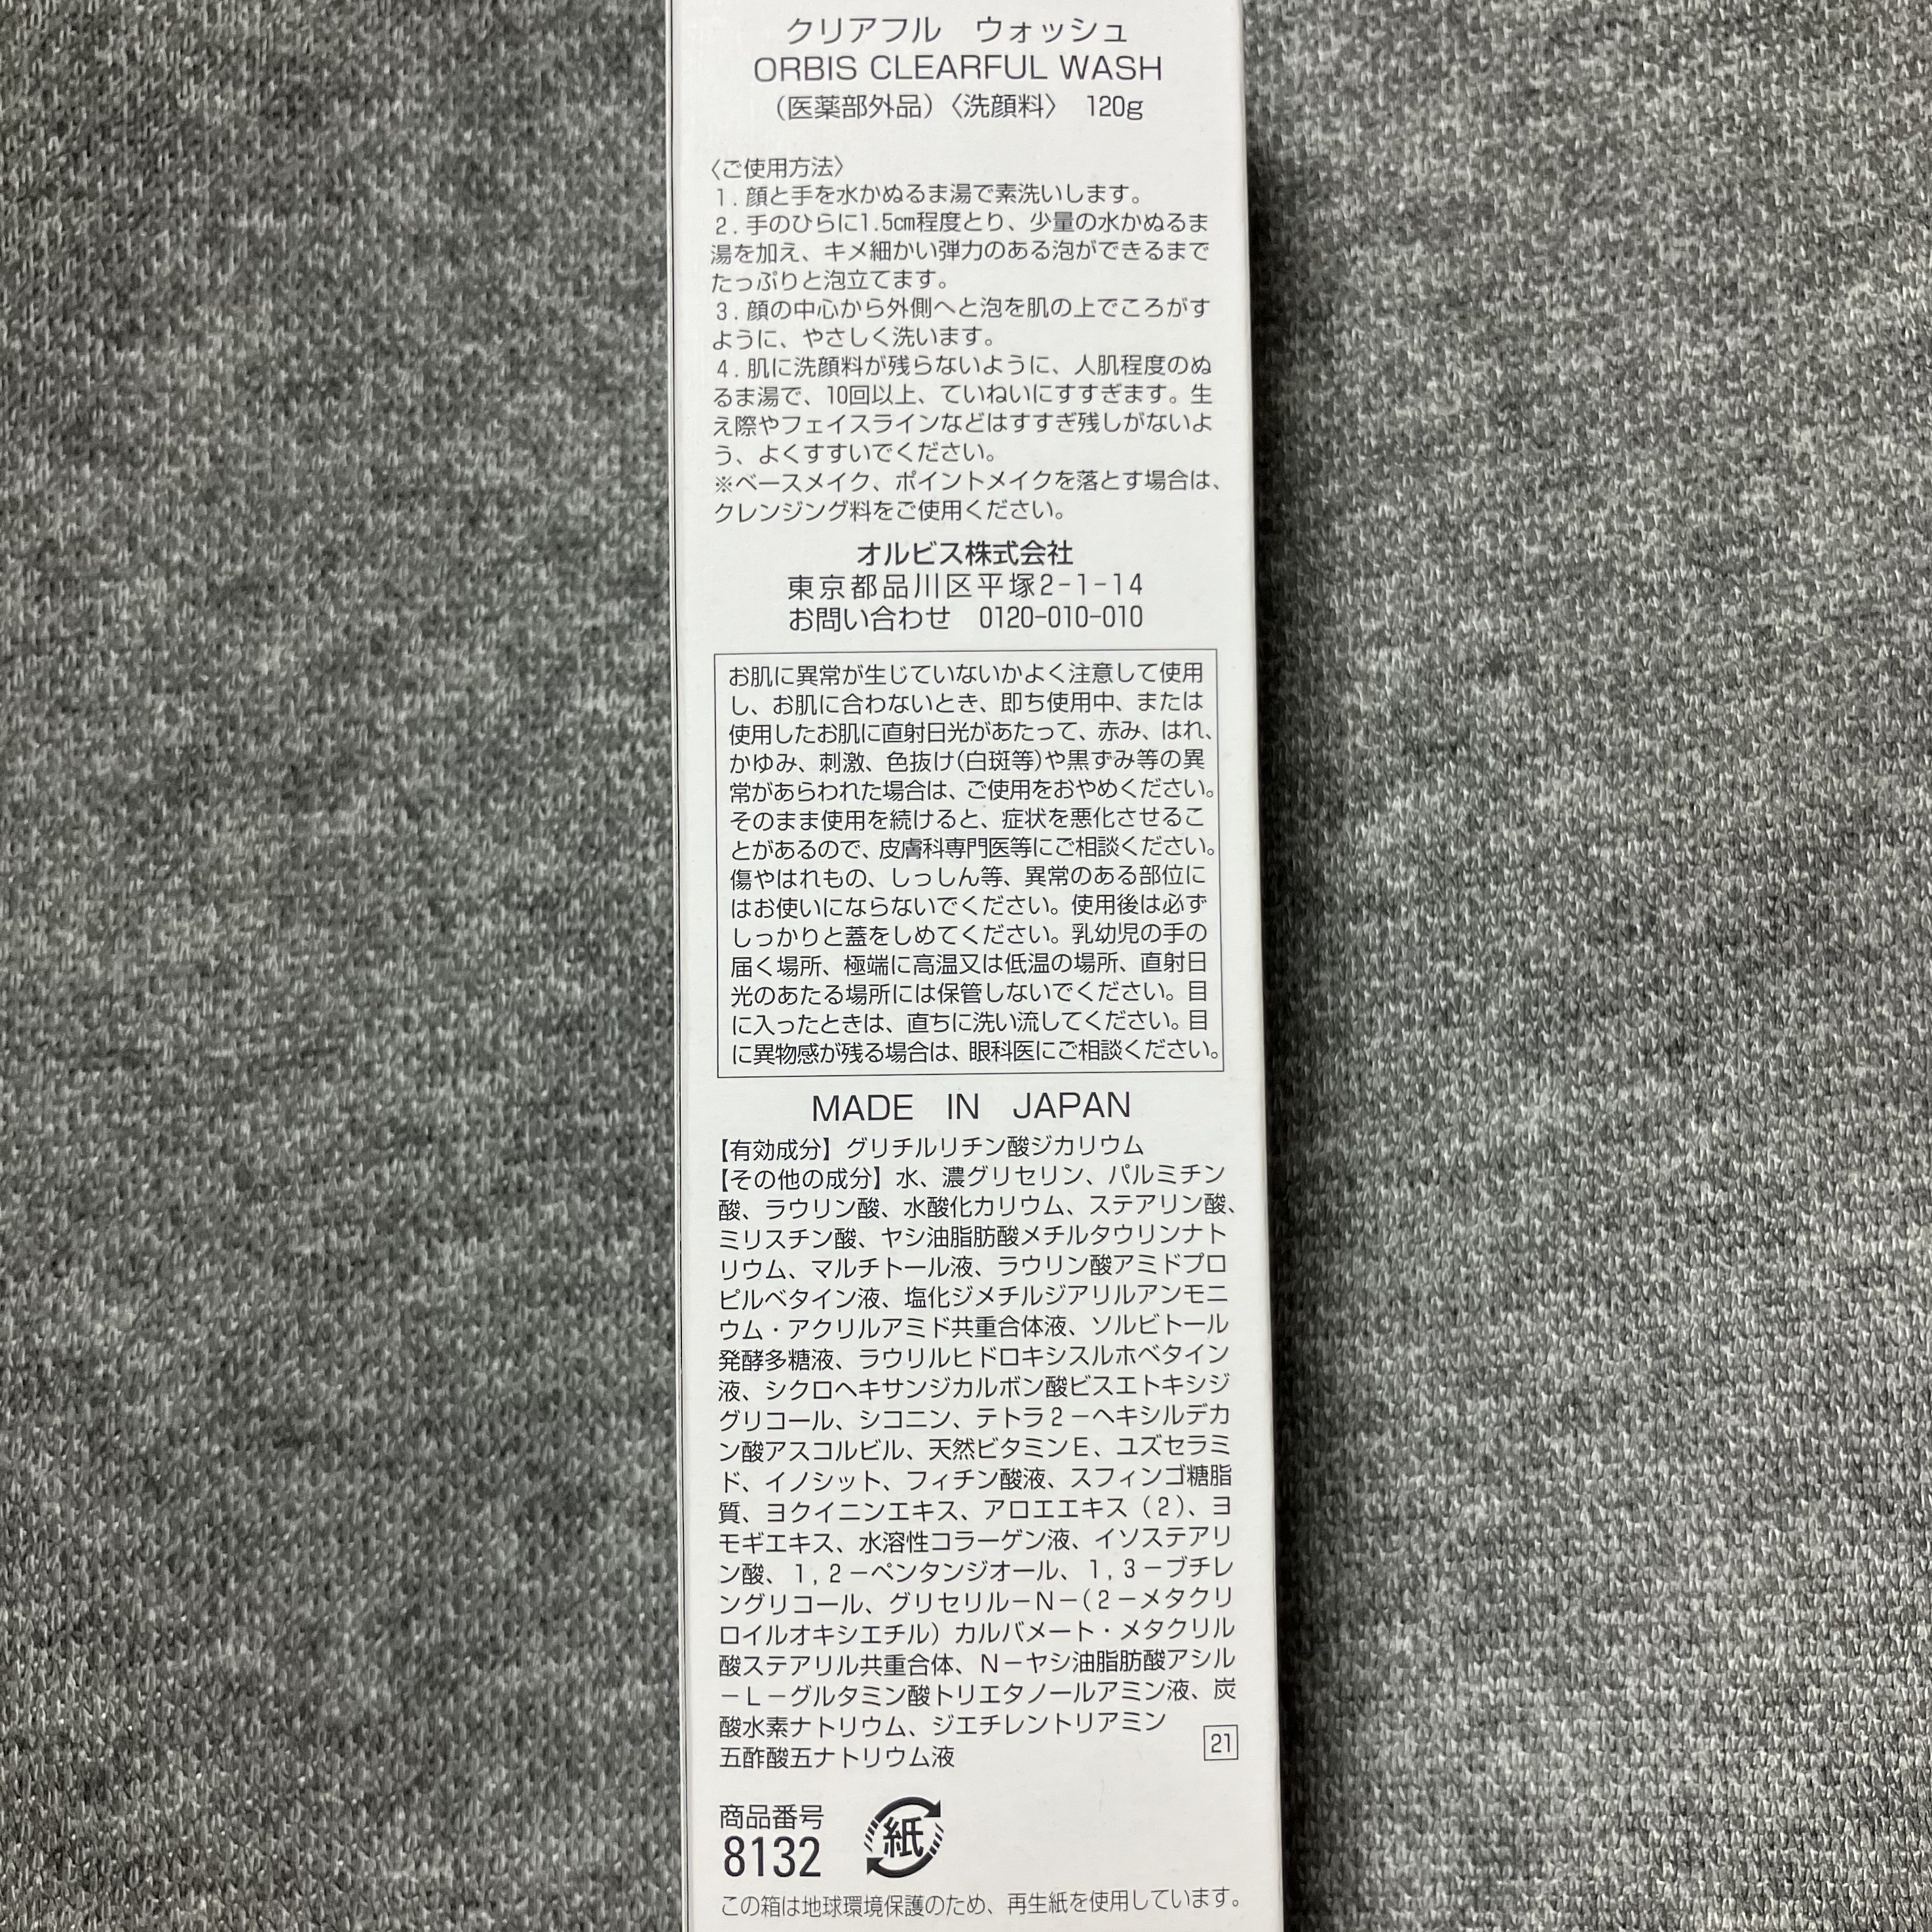 クリアフル　ウォッシュ
ORBIS CLEARFUL WASH
（医薬部外品）〈洗顔料〉 120g
〈ご使用方法〉
1. 顔と手を水かぬるま湯で素洗いします。
2. 手のひらに1.5cm程度とり、少量の水かぬるま
湯を加え、キメ細かい弾力のある泡ができるまで
たっぷりと泡立てます。
3. 顔の中心から外側へと泡を肌の上でころがす
ように、やさしく洗います。
4. 肌に洗顔料が残らないように、人肌程度のぬ
るま湯で、10回以上、ていねいにすすぎます。生
え際やフェイスラインなどはすすぎ残しがないよ
う、よくすすいでください。
※ベースメイク、ポイントメイクを落とす場合は、
クレンジング料をご使用ください。
オルビス株式会社
東京都品川区平塚2-1-14
お問い合わせ　0120-010-010
お肌に異常が生じていないかよく注意して使用
し、お肌に合わないとき、即ち使用中、または
使用したお肌に直射日光があたって、赤み、はれ、
かゆみ、刺激、色抜け(白斑等)や黒ずみ等の異
常があらわれた場合は、ご使用をおやめください。
そのまま使用を続けると、症状を悪化させるこ
とがあるので、皮膚科専門医等にご相談ください。
傷やはれもの、しっしん等、異常のある部位に
はお使いにならないでください。使用後は必ず
しっかりと蓋をしめてください。乳幼児の手の
届く場所、極端に高温又は低温の場所、直射日
光のあたる場所には保管しないでください。目
に入ったときは、直ちに洗い流してください。目
に異物感が残る場合は、眼科医にご相談ください。
MADE IN JAPAN
【有効成分】グリチルリチン酸ジカリウム
【その他の成分】水、濃グリセリン、パルミチン
酸、ラウリン酸、水酸化カリウム、ステアリン酸、
ミリスチン酸、ヤシ油脂肪酸メチルタウリンナト
リウム、マルチトール液、ラウリン酸アミドプロ
ピルベタイン液、塩化ジメチルジアリルアンモニ
ウム・アクリルアミド共重合体液、ソルビトール
発酵多糖液、ラウリルヒドロキシスルホベタイン
液、シクロヘキサンジカルボン酸ビスエトキシジ
グリコール、シコニン、テトラ２－ヘキシルデカ
ン酸アスコルビル、天然ビタミンＥ、ユズセラミ
ド、イノシット、フィチン酸液、スフィンゴ糖脂
質、ヨクイニンエキス、アロエエキス（２）、ヨ
モギエキス、水溶性コラーゲン液、イソステアリ
ン酸、１,２－ペンタンジオール、１,３－ブチレ
ングリコール、グリセリル－Ｎ－(２－メタクリ
ロイルオキシエチル）カルバメート・メタクリル
酸ステアリル共重合体、Ｎ－ヤシ油脂肪酸アシル
－Ｌ－グルタミン酸トリエタノールアミン液、炭
酸水素ナトリウム、ジエチレントリアミン
五酢酸五ナトリウム液
21
商品番号
8132
紙
この箱は地球環境保護のため、再生紙を使用しています。